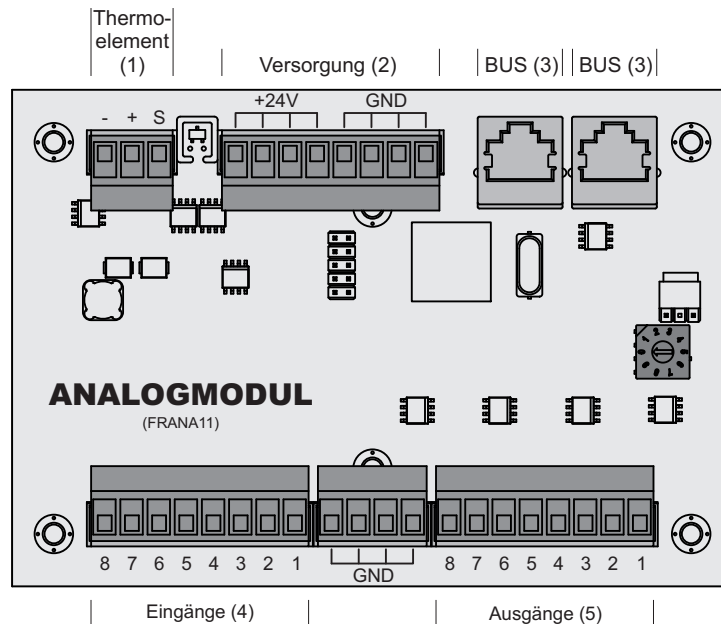 Thermo-
element
(1)
Versorgung (2)
BUS (3)
BUS (3)
- + S
+24V
GND
ANALOGMODUL
(FRANA11)
8 7 6 5 4 3 2 1
GND
8 7 6 5 4 3 2 1
Eingänge (4)
Ausgänge (5)